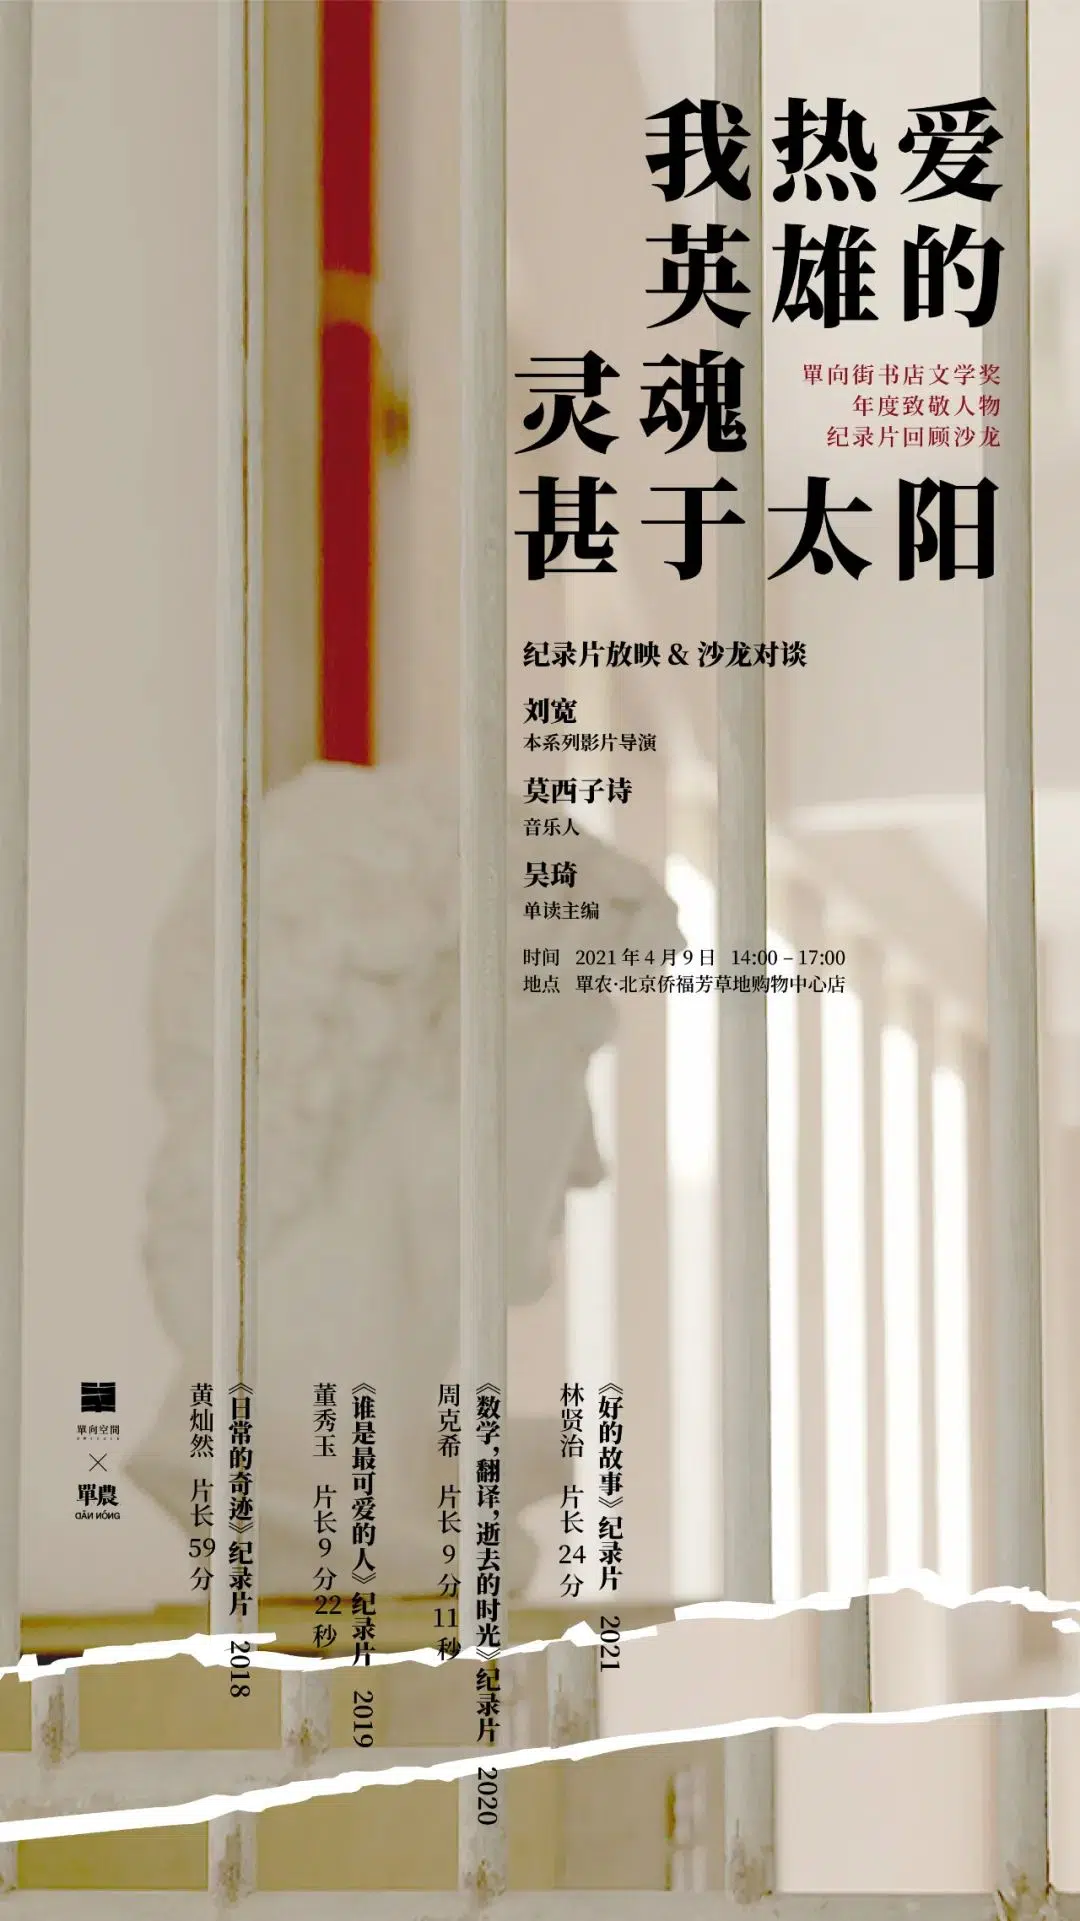 我热爱
英雄的
灵魂
甚于太阳
單向街书店文学奖
年度致敬人物
纪录片回顾沙龙
纪录片放映 & 沙龙对谈
刘宽
本系列影片导演
莫西子诗
音乐人
吴琦
单读主编
时间 2021 年 4 月 9 日 14:00 – 17:00
地点 單农·北京侨福芳草地购物中心店
《好的故事》纪录片 2021
林贤治 片长 24 分
《数学，翻译，逝去的时光》纪录片 2020
周克希 片长 9 分 11 秒
《谁是最可爱的人》纪录片 2019
董秀玉 片长 9 分 22 秒
《日常的奇迹》纪录片 2018
黄灿然 片长 59 分
單向空間
×
單農
DĀN NÓNG